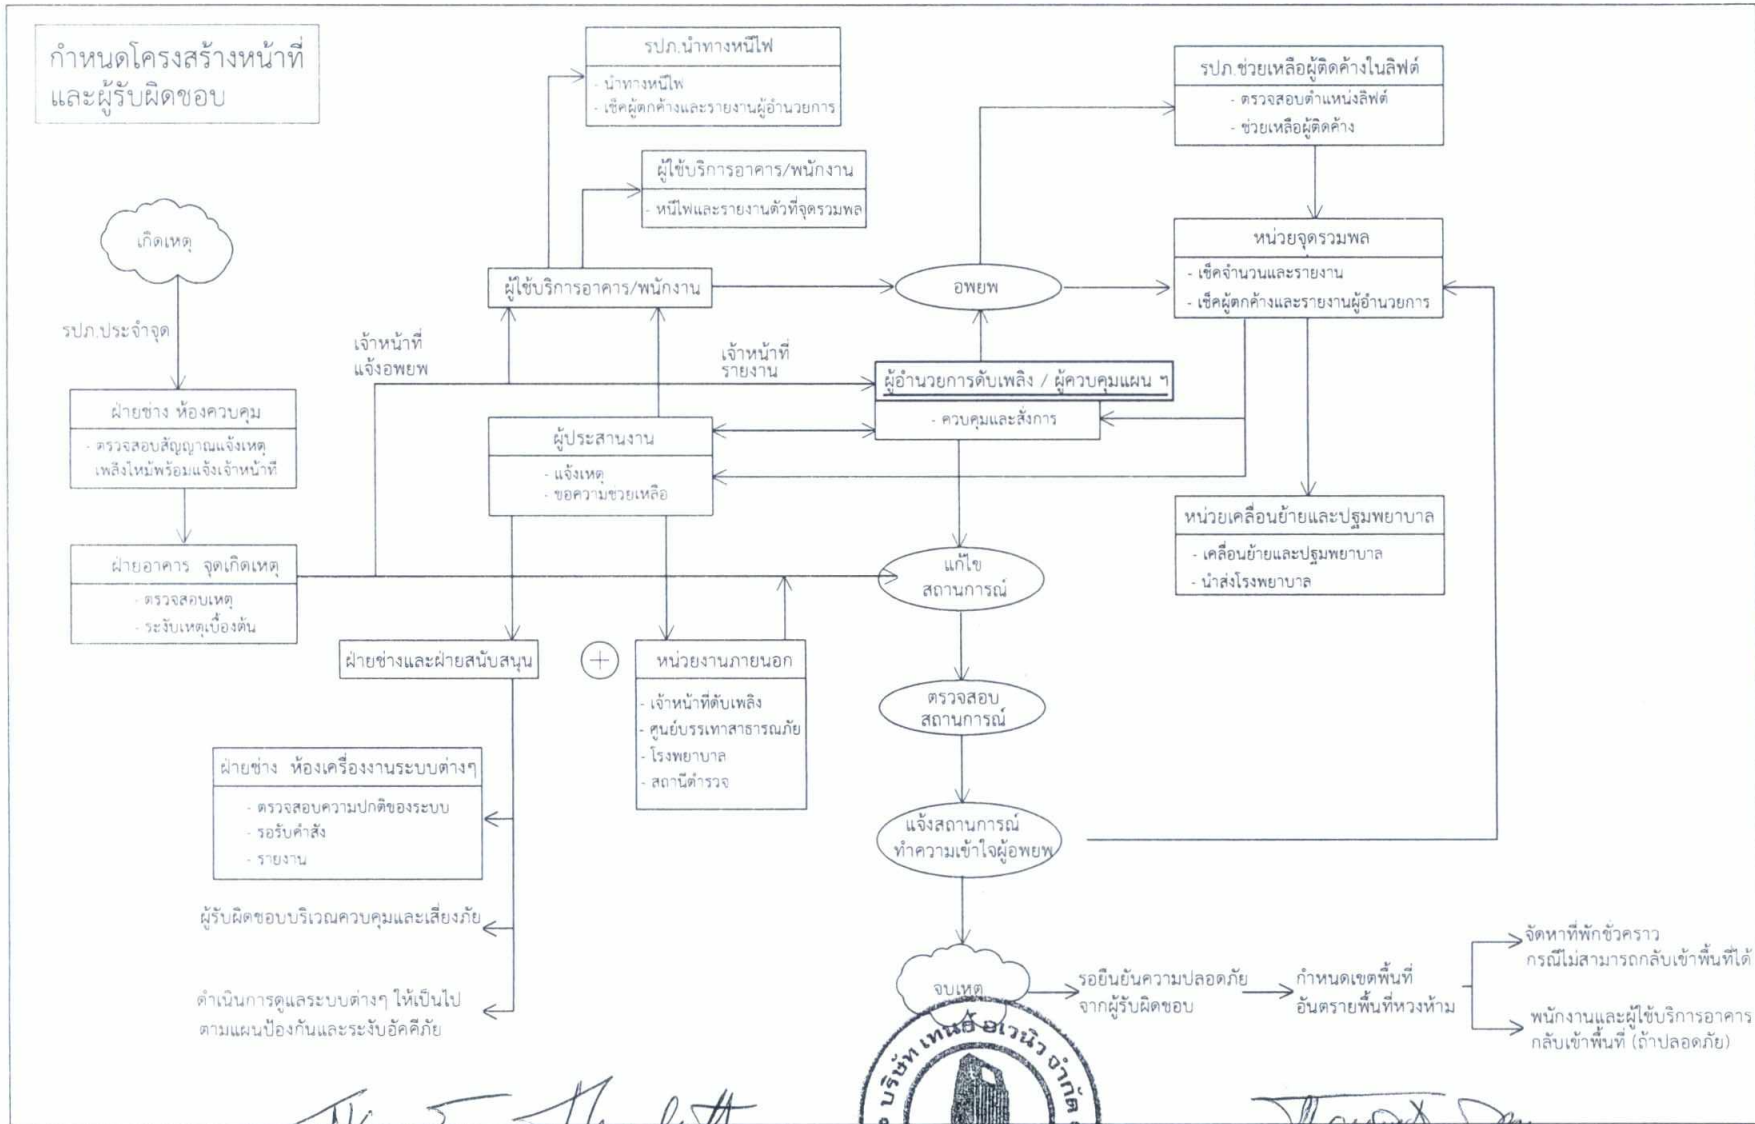 กำหนดโครงสร้างหน้าที่
และผู้รับผิดชอบ
รปภ.นำทางหนีไฟ
- นำทางหนีไฟ
- เช็คผู้ตกค้างและรายงานผู้อำนวยการ
รปภ.ช่วยเหลือผู้ติดค้างในลิฟต์
- ตรวจสอบตำแหน่งลิฟต์
- ช่วยเหลือผู้ติดค้าง
ผู้ใช้บริการอาคาร/พนักงาน
- หนีไฟและรายงานตัวที่จุดรวมพล
เกิดเหตุ
หน่วยจุดรวมพล
- เช็คจำนวนและรายงาน
- เช็คผู้ตกค้างและรายงานผู้อำนวยการ
ผู้ใช้บริการอาคาร/พนักงาน
อพยพ
รปภ.ประจำจุด
เจ้าหน้าที่
แจ้งอพยพ
เจ้าหน้าที่
รายงาน
ผู้อำนวยการดับเพลิง / ผู้ควบคุมแผน ฯ
- ควบคุมและสั่งการ
ฝ่ายช่าง ห้องควบคุม
- ตรวจสอบสัญญาณแจ้งเหตุ
เพลิงไหม้พร้อมแจ้งเจ้าหน้าที่
ผู้ประสานงาน
- แจ้งเหตุ
- ขอความช่วยเหลือ
หน่วยเคลื่อนย้ายและปฐมพยาบาล
- เคลื่อนย้ายและปฐมพยาบาล
- นำส่งโรงพยาบาล
ฝ่ายอาคาร จุดเกิดเหตุ
- ตรวจสอบเหตุ
- ระงับเหตุเบื้องต้น
แก้ไข
สถานการณ์
ฝ่ายช่างและฝ่ายสนับสนุน
+
หน่วยงานภายนอก
- เจ้าหน้าที่ดับเพลิง
- ศูนย์บรรเทาสาธารณภัย
- โรงพยาบาล
- สถานีตำรวจ
ตรวจสอบ
สถานการณ์
ฝ่ายช่าง ห้องเครื่องงานระบบต่างๆ
- ตรวจสอบความปกติของระบบ
- รอรับคำสั่ง
- รายงาน
แจ้งสถานการณ์
ทำความเข้าใจผู้อพยพ
ผู้รับผิดชอบบริเวณควบคุมและเสี่ยงภัย
ดำเนินการดูแลระบบต่างๆ ให้เป็นไป
ตามแผนป้องกันและระงับอัคคีภัย
จบเหตุ
รอยืนยันความปลอดภัย
จากผู้รับผิดชอบ
กำหนดเขตพื้นที่
อันตรายพื้นที่หวงห้าม
จัดหาที่พักชั่วคราว
กรณีไม่สามารถกลับเข้าพื้นที่ได้
พนักงานและผู้ใช้บริการอาคาร
กลับเข้าพื้นที่ (ถ้าปลอดภัย)
บริษัท เทนธ์ อเวนิว จำกัด